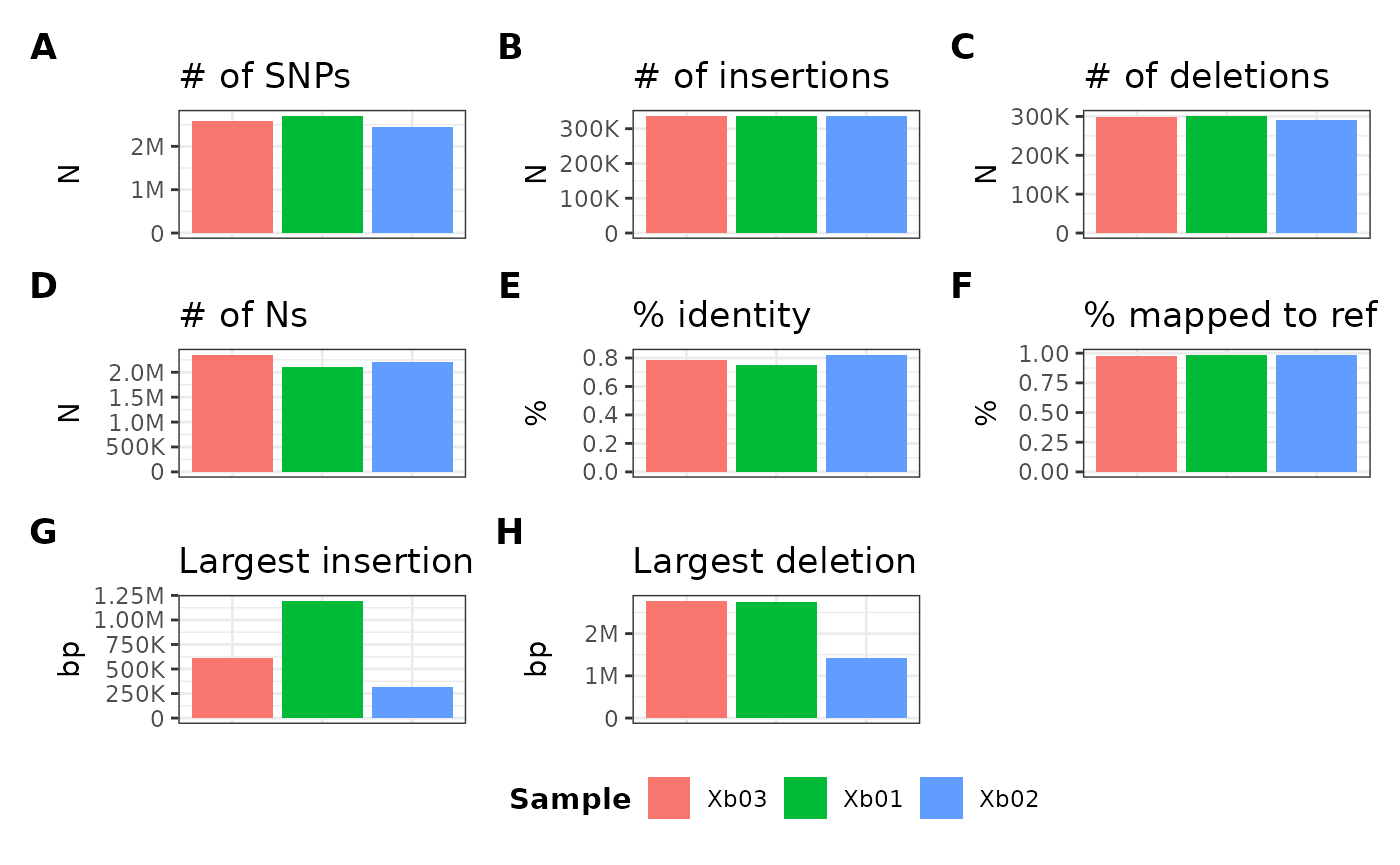 A
# of SNPs
N
2M
1M
0
B
# of insertions
N
300K
200K
100K
0
C
# of deletions
N
300K
200K
100K
0
D
# of Ns
N
2.0M
1.5M
1.0M
500K
0
E
% identity
%
0.8
0.6
0.4
0.2
0.0
F
% mapped to ref
%
1.00
0.75
0.50
0.25
0.00
G
Largest insertion
bp
1.25M
1.00M
750K
500K
250K
0
H
Largest deletion
bp
2M
1M
0
Sample Xb03 Xb01 Xb02